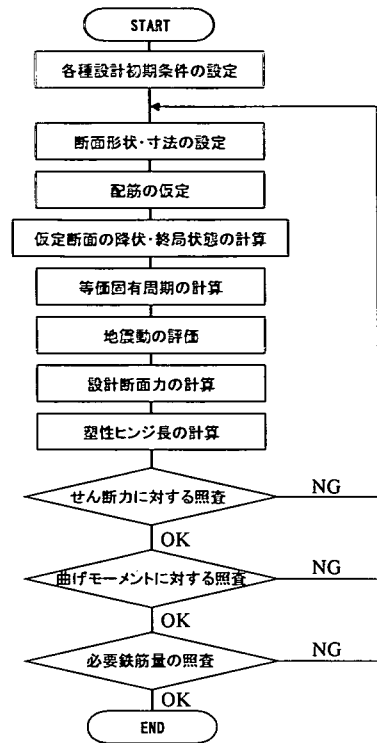 START
各種設計初期条件の設定
断面形状・寸法の設定
配筋の仮定
仮定断面の降伏・終局状態の計算
等価固有周期の計算
地震動の評価
設計断面力の計算
塑性ヒンジ長の計算
せん断力に対する照査
NG
OK
曲げモーメントに対する照査
NG
OK
必要鉄筋量の照査
NG
OK
END